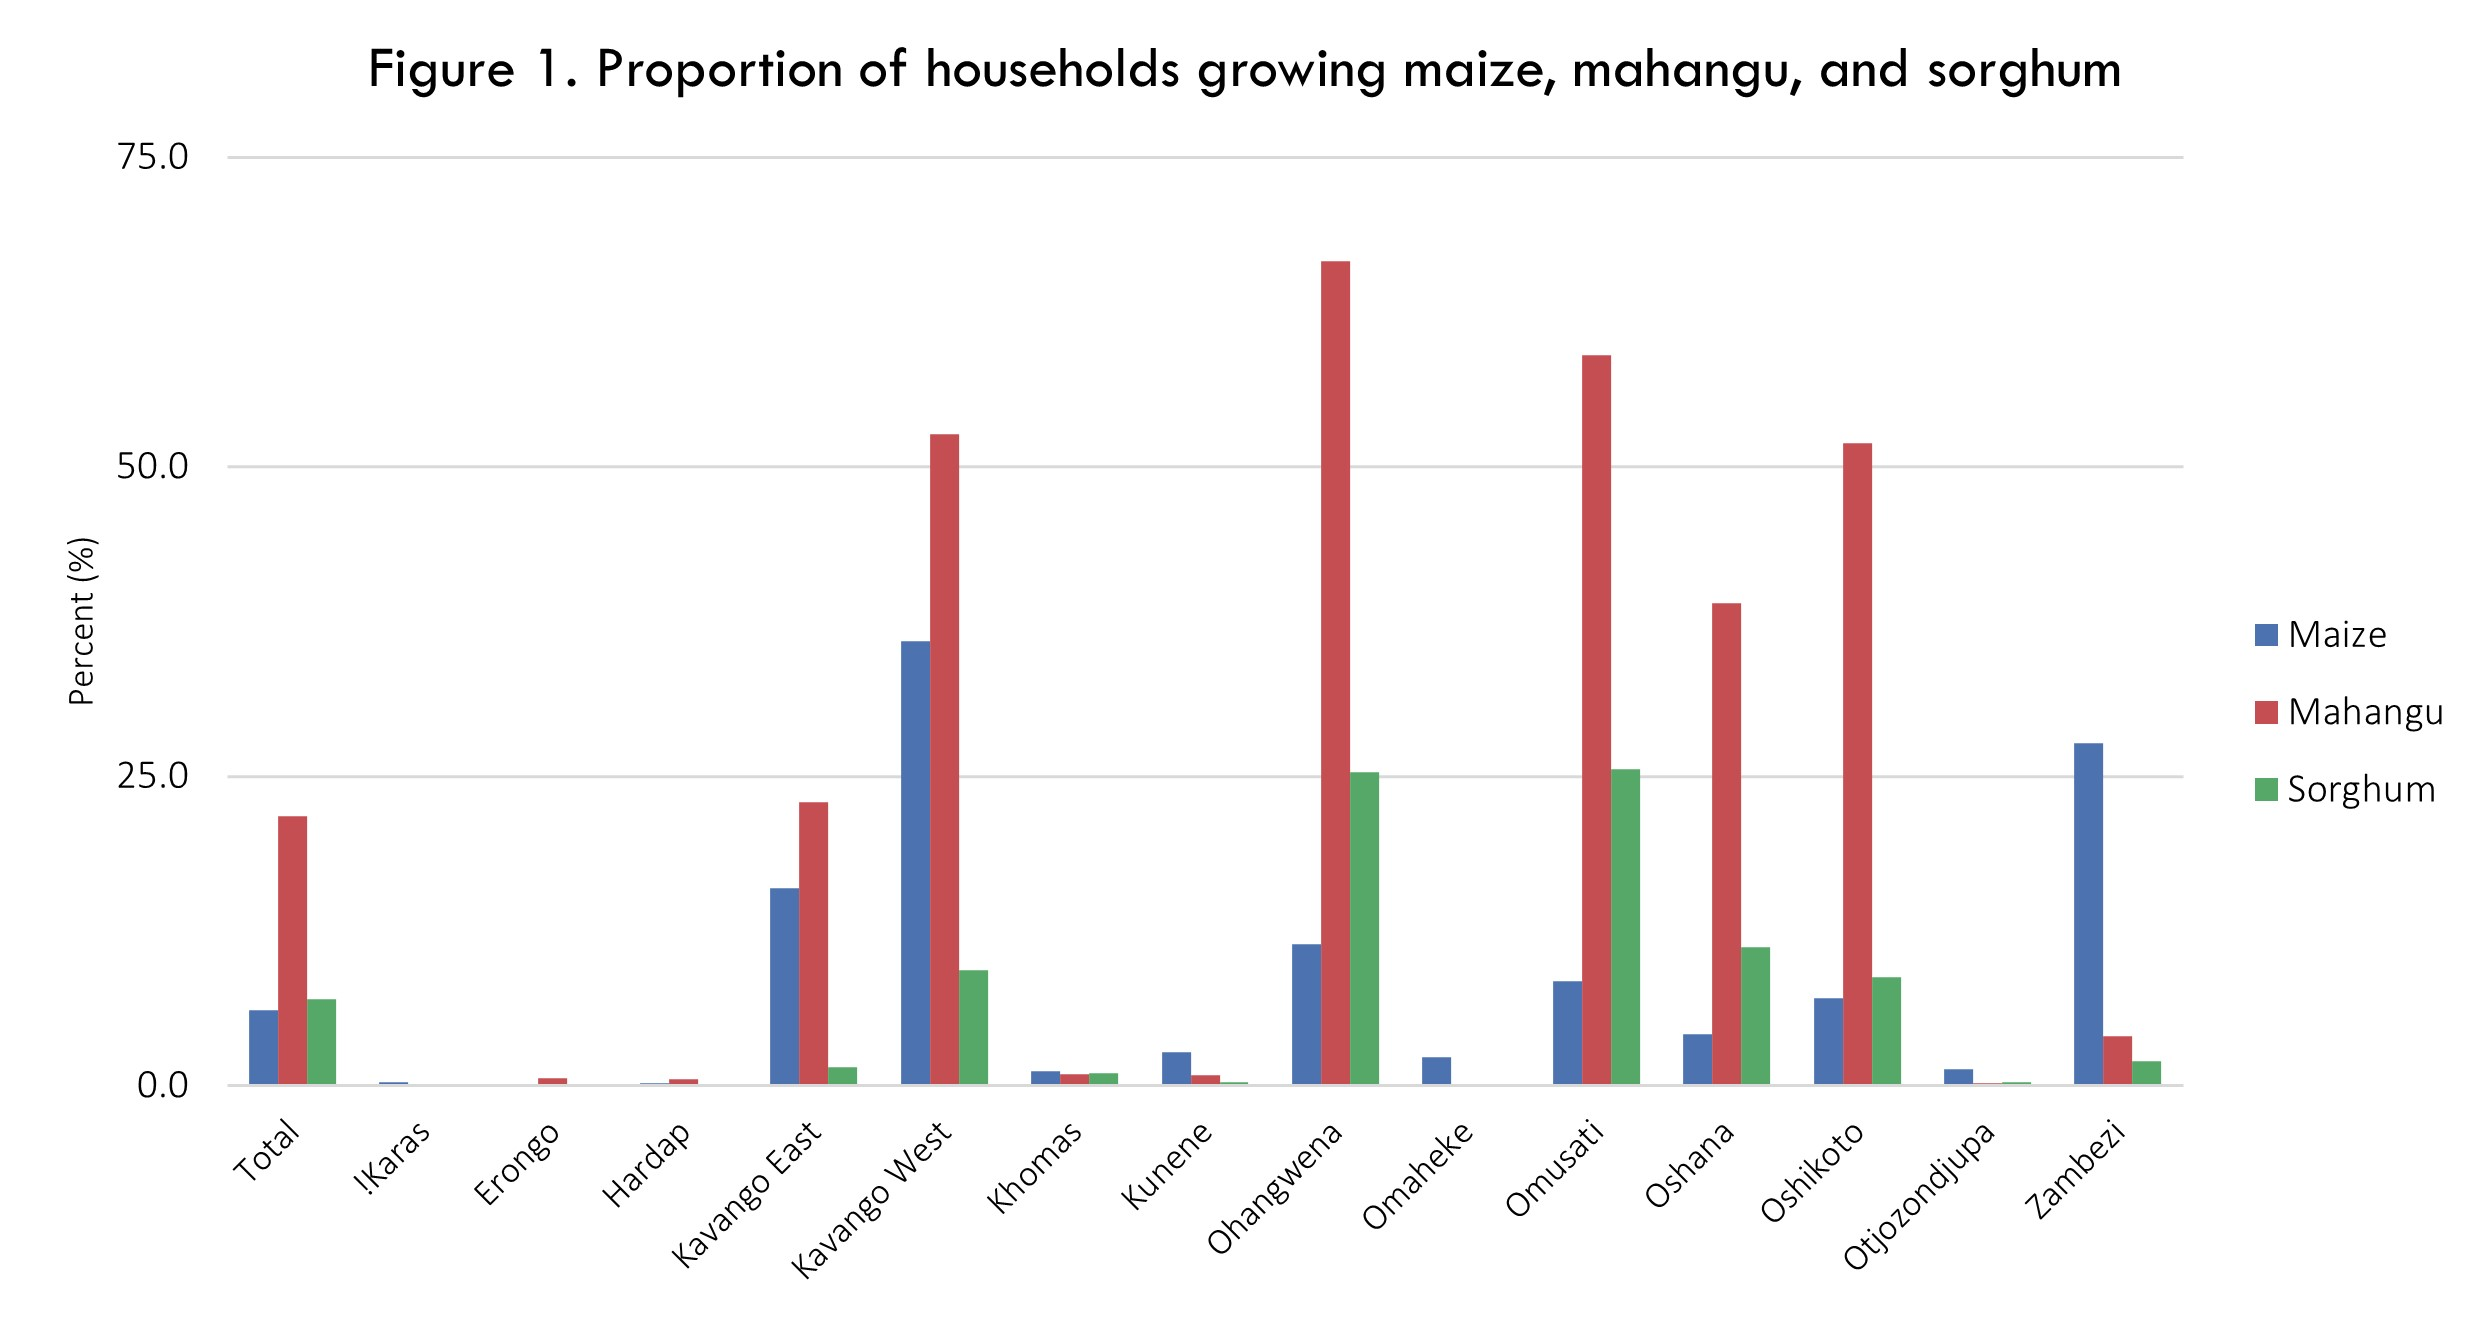 Figure 1. Proportion of households growing maize, mahangu, and sorghum
75.0
50.0
25.0
0.0
Percent (%)
Total
!Karas
Erongo
Hardap
Kavango East
Kavango West
Khomas
Kunene
Ohangwena
Omaheke
Omusati
Oshana
Oshikoto
Otjozondjupa
Zambezi
Maize
Mahangu
Sorghum